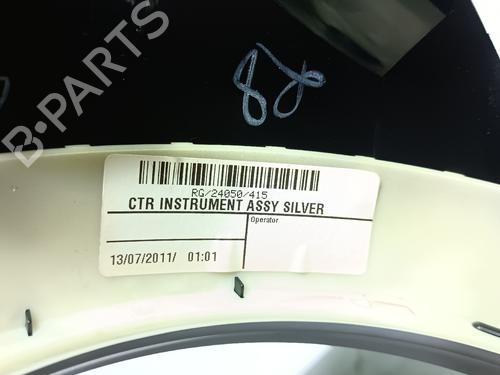 88
B-PARTS
RG/24050/415
CTR INSTRUMENT ASSY SILVER
Operator
13/07/2011/ 01:01